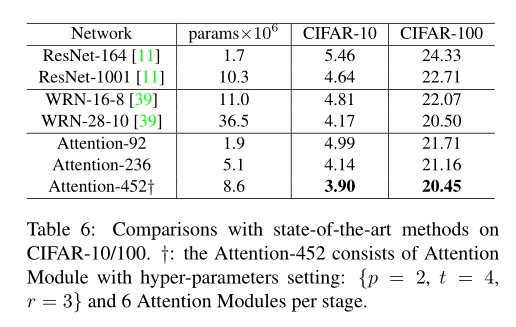 Network params×10⁶ CIFAR-10 CIFAR-100
ResNet-164 [11] 1.7 5.46 24.33
ResNet-1001 [11] 10.3 4.64 22.71
WRN-16-8 [39] 11.0 4.81 22.07
WRN-28-10 [39] 36.5 4.17 20.50
Attention-92 1.9 4.99 21.71
Attention-236 5.1 4.14 21.16
Attention-452† 8.6 3.90 20.45
Table 6: Comparisons with state-of-the-art methods on
CIFAR-10/100. †: the Attention-452 consists of Attention
Module with hyper-parameters setting: {p = 2, t = 4,
r = 3} and 6 Attention Modules per stage.